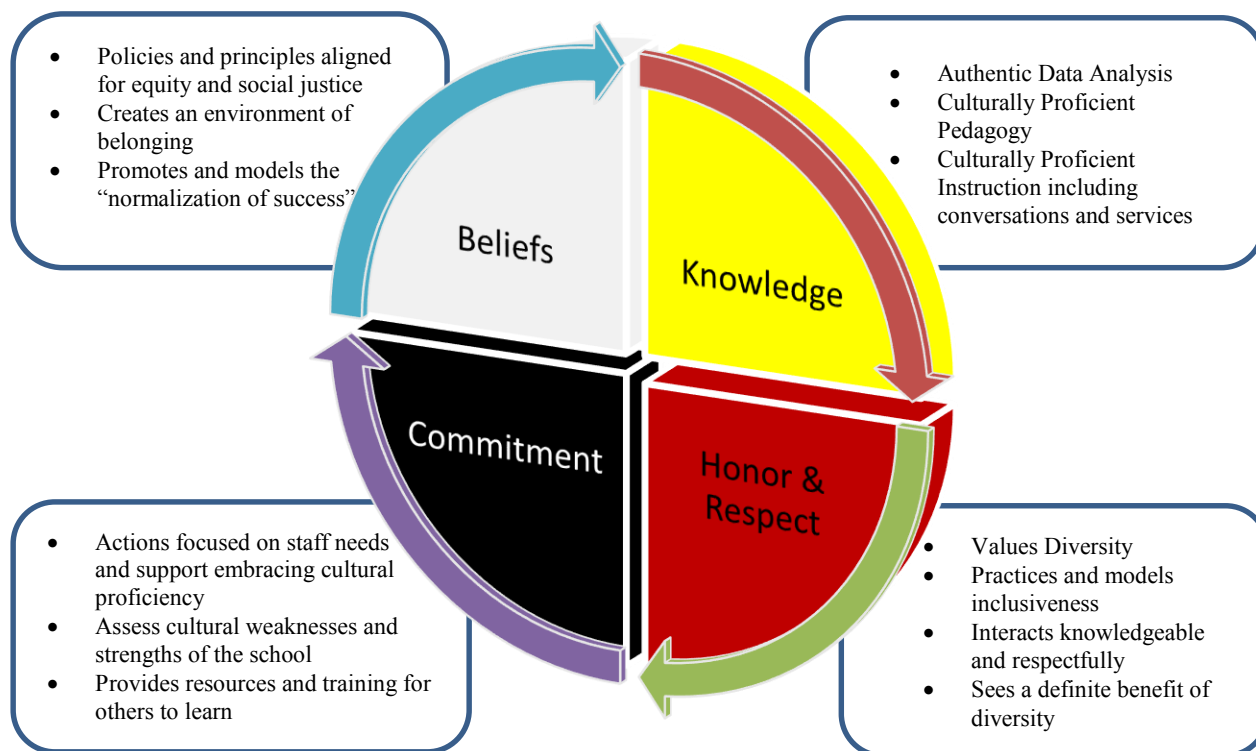 • Policies and principles aligned
for equity and social justice
• Creates an environment of
belonging
• Promotes and models the
“normalization of success”
Beliefs
• Authentic Data Analysis
• Culturally Proficient
Pedagogy
• Culturally Proficient
Instruction including
conversations and services
Knowledge
Commitment
• Actions focused on staff needs
and support embracing cultural
proficiency
• Assess cultural weaknesses and
strengths of the school
• Provides resources and training for
others to learn
Honor &
Respect
• Values Diversity
• Practices and models
inclusiveness
• Interacts knowledgeable
and respectfully
• Sees a definite benefit of
diversity